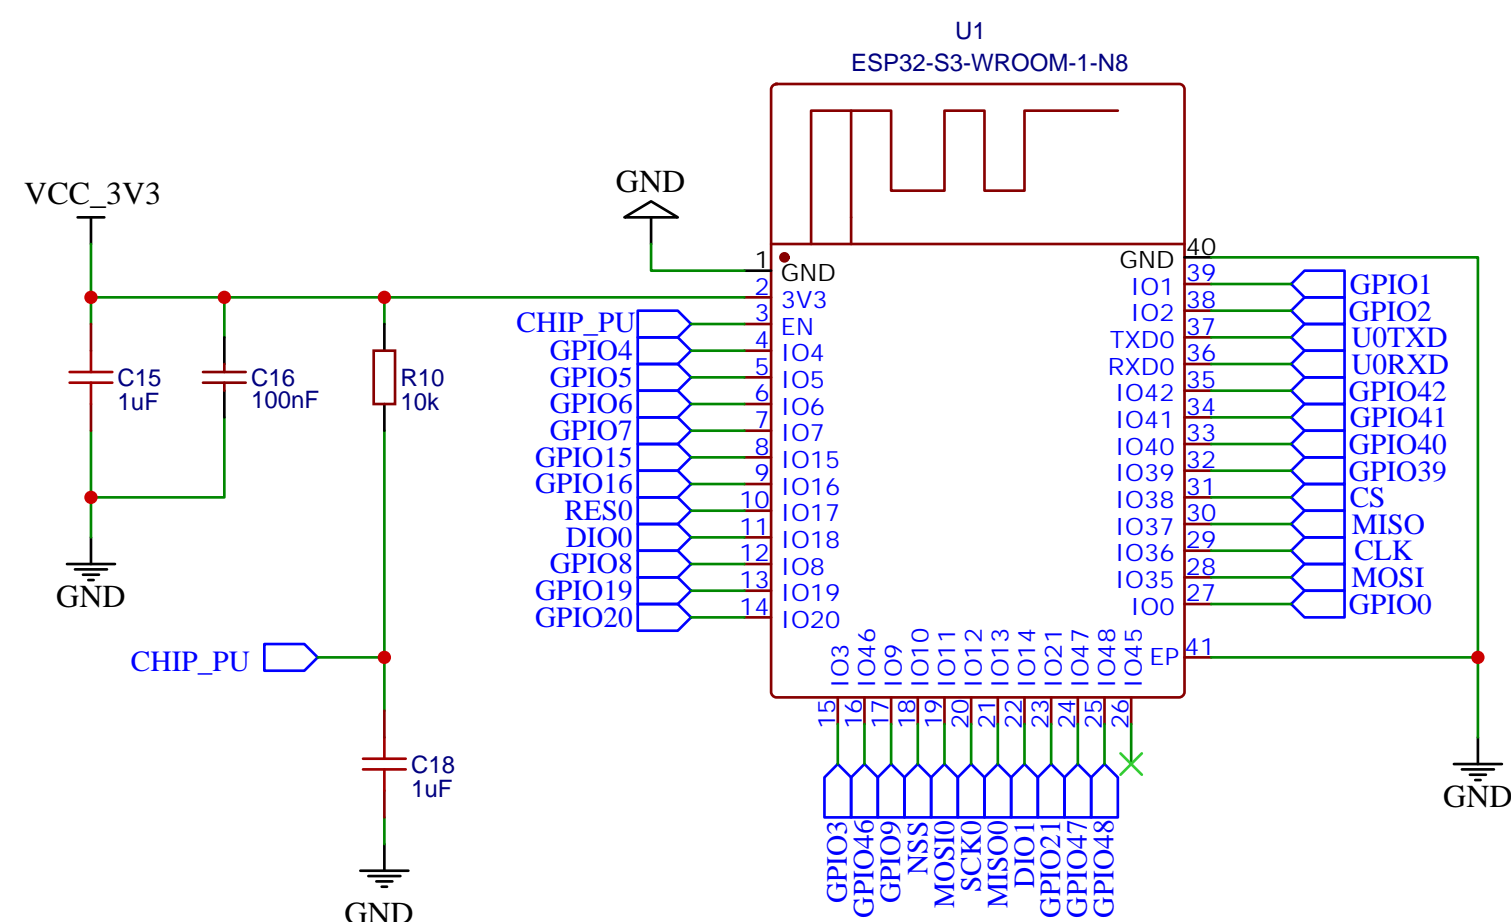 U1
ESP32-S3-WROOM-1-N8
VCC_3V3
GND
C15
1uF
C16
100nF
R10
10k
GND
CHIP_PU
C18
1uF
GND
CHIP_PU 3 EN
GPIO4 4 IO4
GPIO5 5 IO5
GPIO6 6 IO6
GPIO7 7 IO7
GPIO15 8 IO15
GPIO16 9 IO16
RES0 10 IO17
DIO0 11 IO18
GPIO8 12 IO8
GPIO19 13 IO19
GPIO20 14 IO20
1 GND
2 3V3
GND 40
IO1 39 GPIO1
IO2 38 GPIO2
TXD0 37 U0TXD
RXD0 36 U0RXD
IO42 35 GPIO42
IO41 34 GPIO41
IO40 33 GPIO40
IO39 32 GPIO39
IO38 31 CS
IO37 30 MISO
IO36 29 CLK
IO35 28 MOSI
IO0 27 GPIO0
EP 41
GND
IO3 15 GPIO3
IO46 16 GPIO46
IO9 17 GPIO9
IO10 18 NSS
IO11 19 MOSI0
IO12 20 SCK0
IO13 21 MISO0
IO14 22 DIO1
IO21 23 GPIO21
IO47 24 GPIO47
IO48 25 GPIO48
IO45 26